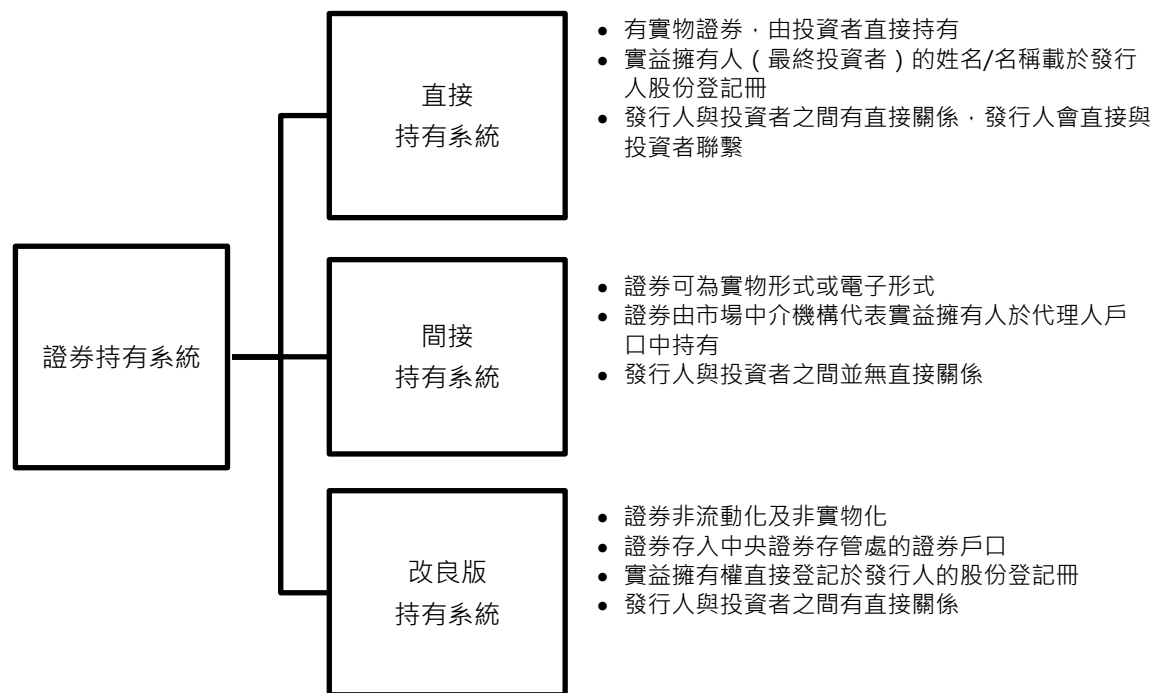 證券持有系統
直接
持有系統
• 有實物證券，由投資者直接持有
• 實益擁有人（最終投資者）的姓名/名稱載於發行
人股份登記冊
• 發行人與投資者之間有直接關係，發行人會直接與
投資者聯繫
間接
持有系統
• 證券可為實物形式或電子形式
• 證券由市場中介機構代表實益擁有人於代理人戶
口中持有
• 發行人與投資者之間並無直接關係
改良版
持有系統
• 證券非流動化及非實物化
• 證券存入中央證券存管處的證券戶口
• 實益擁有權直接登記於發行人的股份登記冊
• 發行人與投資者之間有直接關係